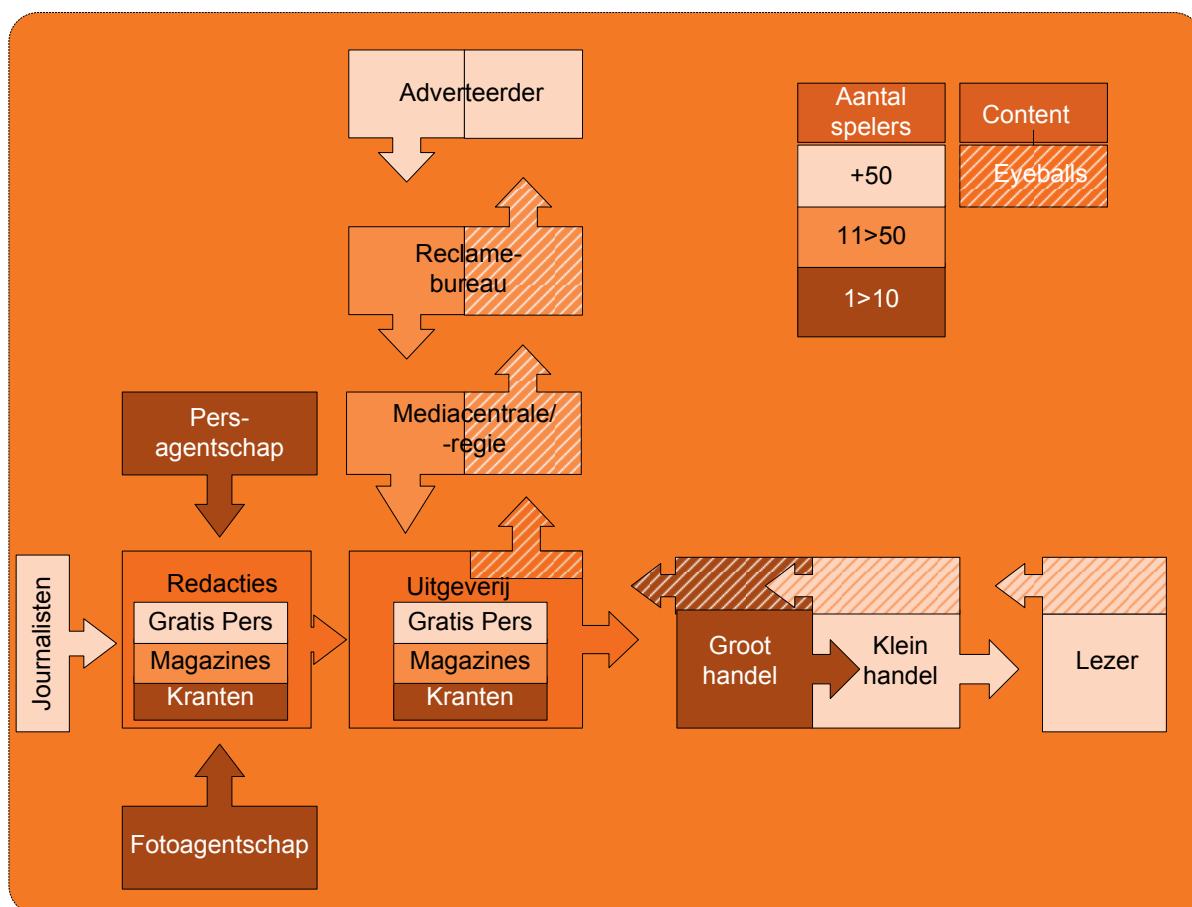 Adverteerder
Aantal
spelers
Content
+50
Eyeballs
11>50
1>10
Reclame-
bureau
Mediacentrale/
-regie
Pers-
agentschap
Journalisten
Redacties
Gratis Pers
Magazines
Kranten
Uitgeverij
Gratis Pers
Magazines
Kranten
Groot
handel
Klein
handel
Lezer
Fotoagentschap